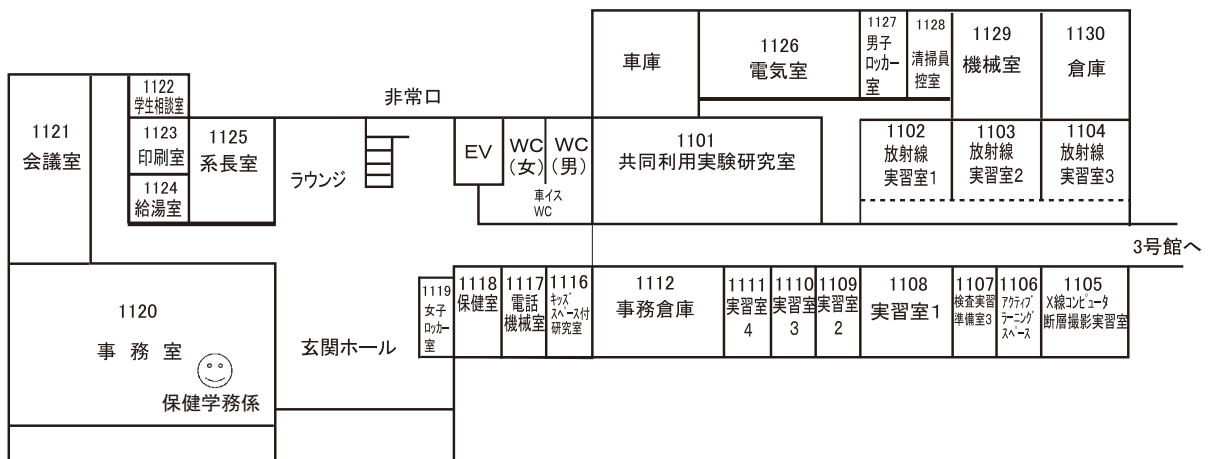 車庫
1126
電気室
1127
男子
ロッカー
室
1128
清掃員
控室
1129
機械室
1130
倉庫
1121
会議室
1122
学生相談室
1123
印刷室
1124
給湯室
1125
系長室
非常口
ラウンジ
EV
WC
(女)
WC
(男)
車イス
WC
1101
共同利用実験研究室
1102
放射線
実習室1
1103
放射線
実習室2
1104
放射線
実習室3
3号館へ
1120
事務室
保健学務係
玄関ホール
1119
女子
ロッカー
室
1118
保健室
1117
電話
機械室
1116
キッズ
スペース付
研究室
1112
事務倉庫
1111
実習室
4
1110
実習室
3
1109
実習室
2
1108
実習室1
1107
検査実習
準備室3
1106
アクティブ
ラーニング
スペース
1105
X線コンピュータ
断層撮影実習室